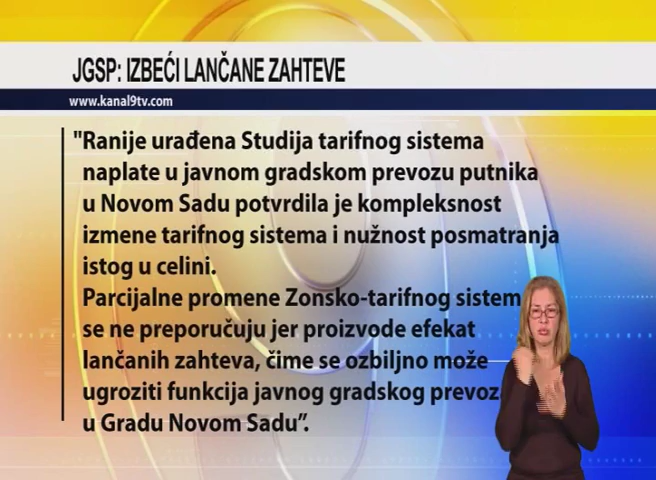 JGSP: IZBEĆI LANČANE ZAHTEVE
www.kanal9tv.com
"Ranije urađena Studija tarifnog sistema
naplate u javnom gradskom prevozu putnika
u Novom Sadu potvrdila je kompleksnost
izmene tarifnog sistema i nužnost posmatranja
istog u celini.
Parcijalne promene Zonsko-tarifnog sistem
se ne preporučuju jer proizvode efekat
lančanih zahteva, čime se ozbiljno može
ugroziti funkcija javnog gradskog prevoz
u Gradu Novom Sadu”.